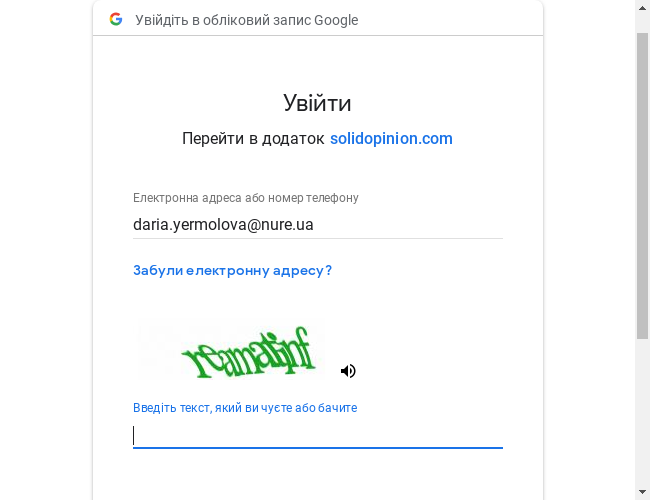 Увійдіть в обліковий запис Google
Увійти
Перейти в додаток solidopinion.com
Електронна адреса або номер телефону
daria.yermolova@nure.ua
Забули електронну адресу?
Введіть текст, який ви чуєте або бачите